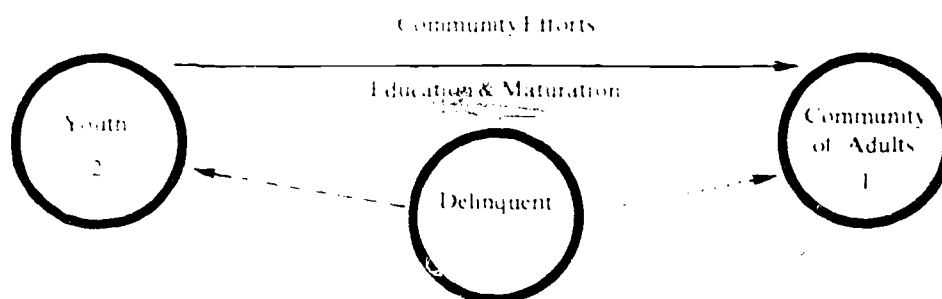 Community Efforts
Education & Maturation
Youth
2
Community
of Adults
1
Delinquent